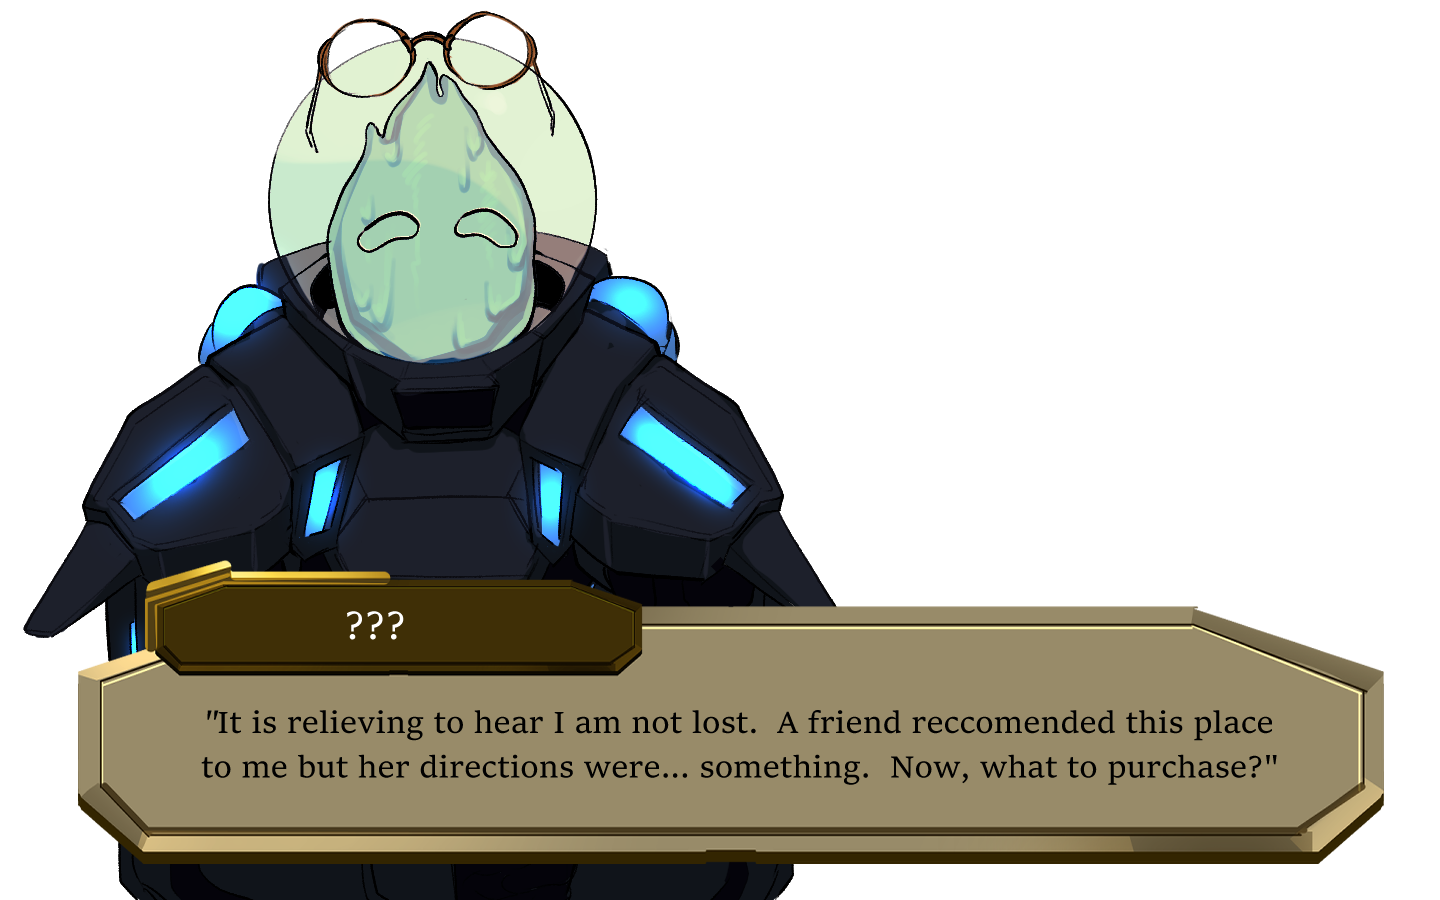 ???
"It is relieving to hear I am not lost.  A friend reccomended this place
to me but her directions were... something.  Now, what to purchase?"